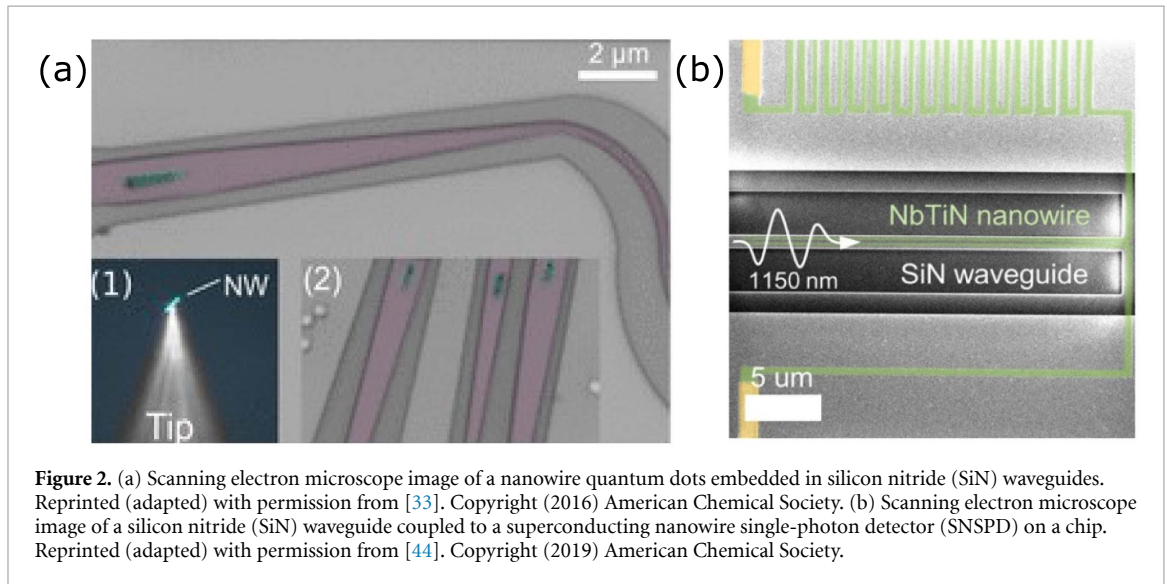 (a)
2 µm
(b)
(1)
NW
(2)
Tip
NbTiN nanowire
1150 nm
SiN waveguide
5 um
Figure 2. (a) Scanning electron microscope image of a nanowire quantum dots embedded in silicon nitride (SiN) waveguides.
Reprinted (adapted) with permission from [33]. Copyright (2016) American Chemical Society. (b) Scanning electron microscope
image of a silicon nitride (SiN) waveguide coupled to a superconducting nanowire single-photon detector (SNSPD) on a chip.
Reprinted (adapted) with permission from [44]. Copyright (2019) American Chemical Society.